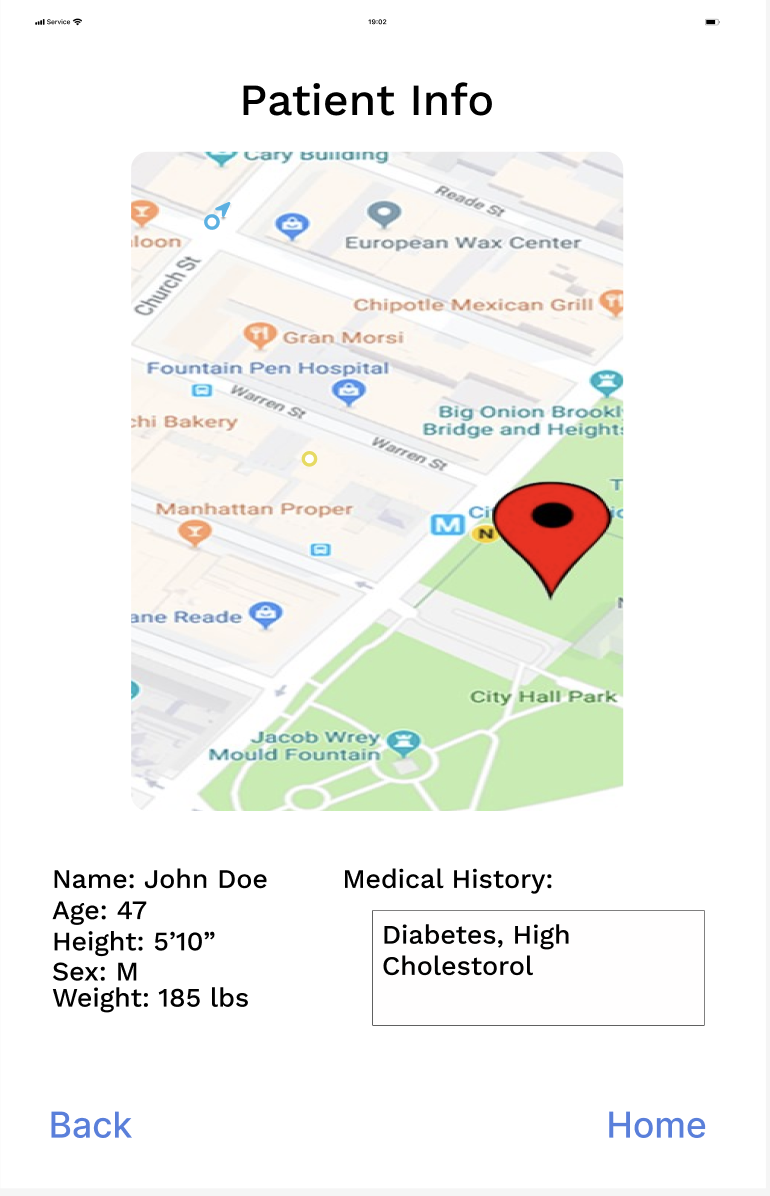 Service
19:02
Patient Info
Cary Building
Reade St
loon
European Wax Center
Church St
Chipotle Mexican Grill
Gran Morsi
Fountain Pen Hospital
Warren St
Big Onion Brookl
Bridge and Heights
chi Bakery
Warren St
Manhattan Proper
M
N
ane Reade
City Hall Park
Jacob Wrey
Mould Fountain
Name: John Doe
Age: 47
Height: 5’10”
Sex: M
Weight: 185 lbs
Medical History:
Diabetes, High
Cholestorol
Back
Home